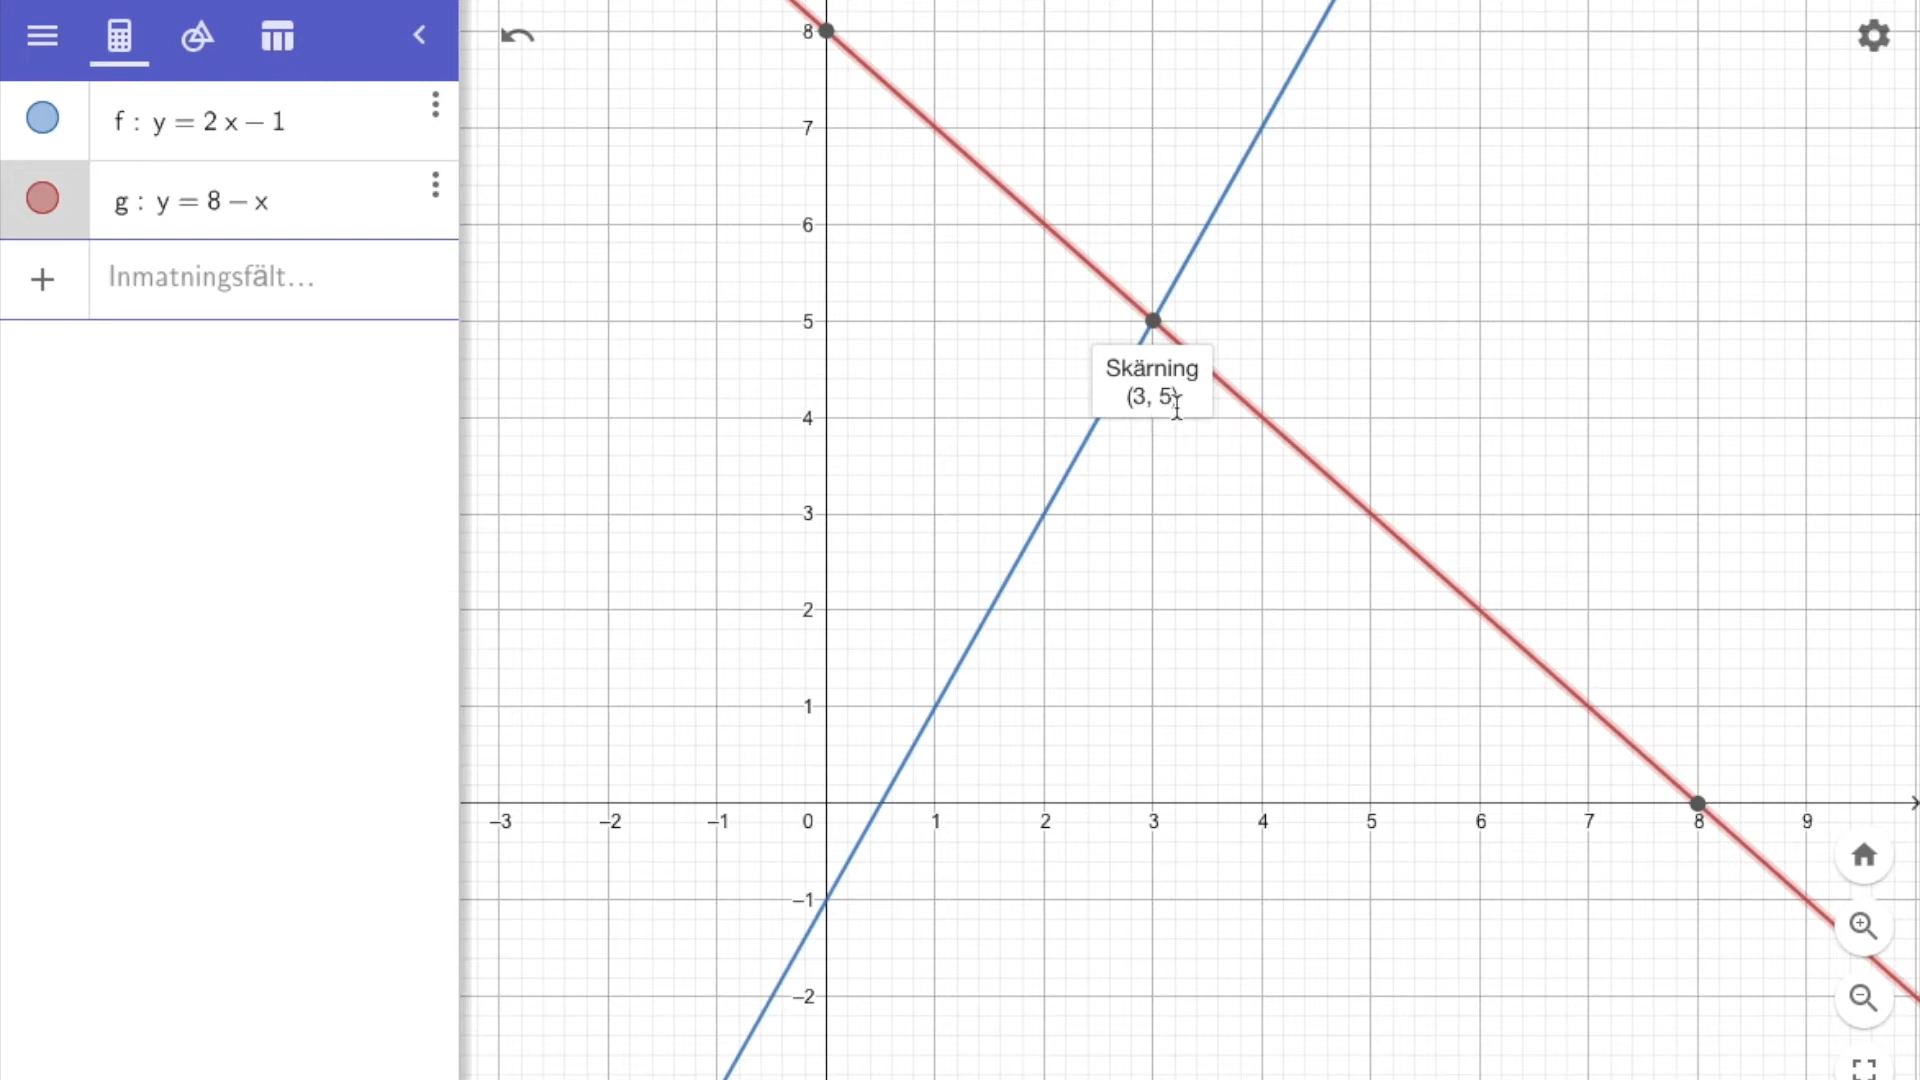 f : y = 2 x − 1
g : y = 8 − x
+ Inmatningsfält…
8
7
6
5
Skärning
(3, 5)
4
3
2
1
–3 –2 –1 0 1 2 3 4 5 6 7 8 9
–1
–2